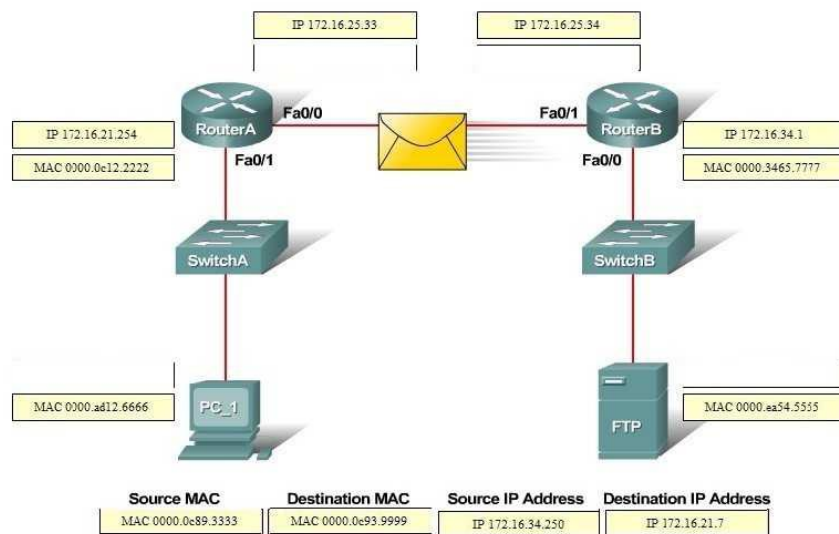 IP 172.16.25.33
IP 172.16.25.34
Fa0/0
Fa0/1
RouterA
RouterB
IP 172.16.21.254
IP 172.16.34.1
MAC 0000.0c12.2222
Fa0/1
Fa0/0
MAC 0000.3465.7777
SwitchA
SwitchB
MAC 0000.ad12.6666
PC_1
FTP
MAC 0000.ea54.5555
Source MAC Destination MAC Source IP Address Destination IP Address
MAC 0000.0c89.3333 MAC 0000.0c93.9999 IP 172.16.34.250 IP 172.16.21.7